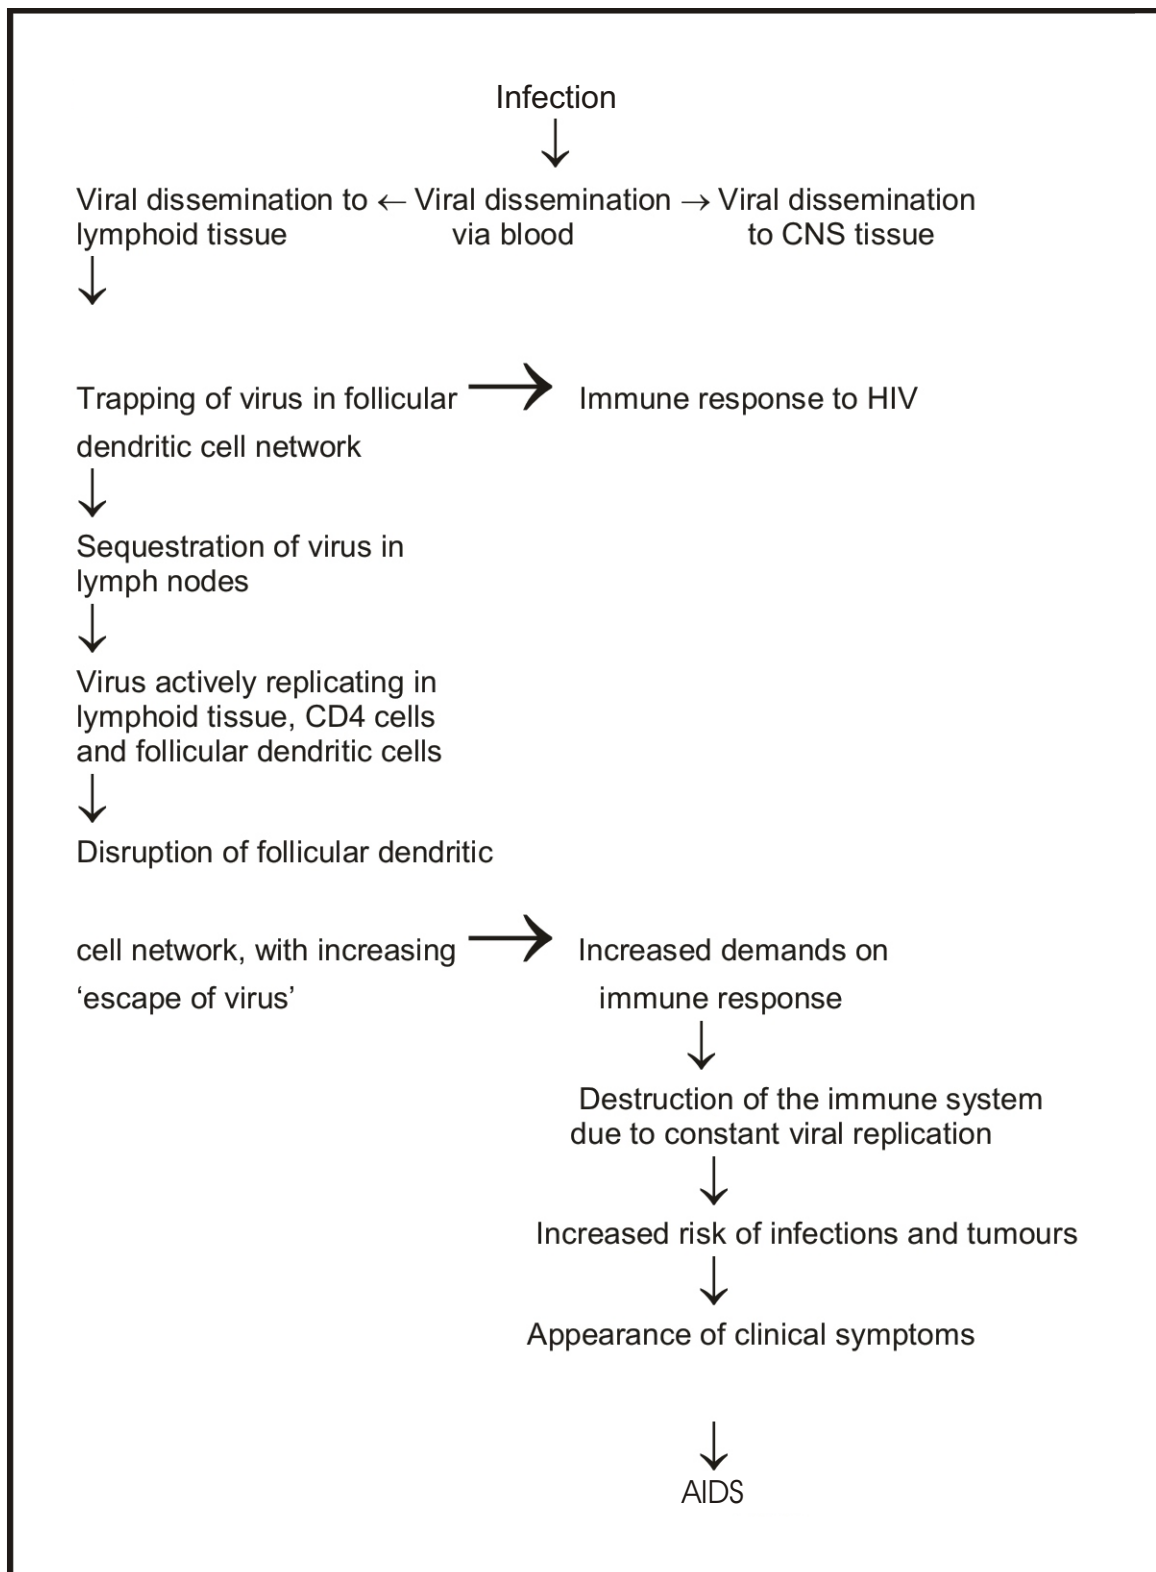 Infection
↓
Viral dissemination to ← Viral dissemination → Viral dissemination
lymphoid tissue via blood to CNS tissue
↓
Trapping of virus in follicular → Immune response to HIV
dendritic cell network
↓
Sequestration of virus in
lymph nodes
↓
Virus actively replicating in
lymphoid tissue, CD4 cells
and follicular dendritic cells
↓
Disruption of follicular dendritic
cell network, with increasing → Increased demands on
‘escape of virus’ immune response
↓
Destruction of the immune system
due to constant viral replication
↓
Increased risk of infections and tumours
↓
Appearance of clinical symptoms
↓
AIDS